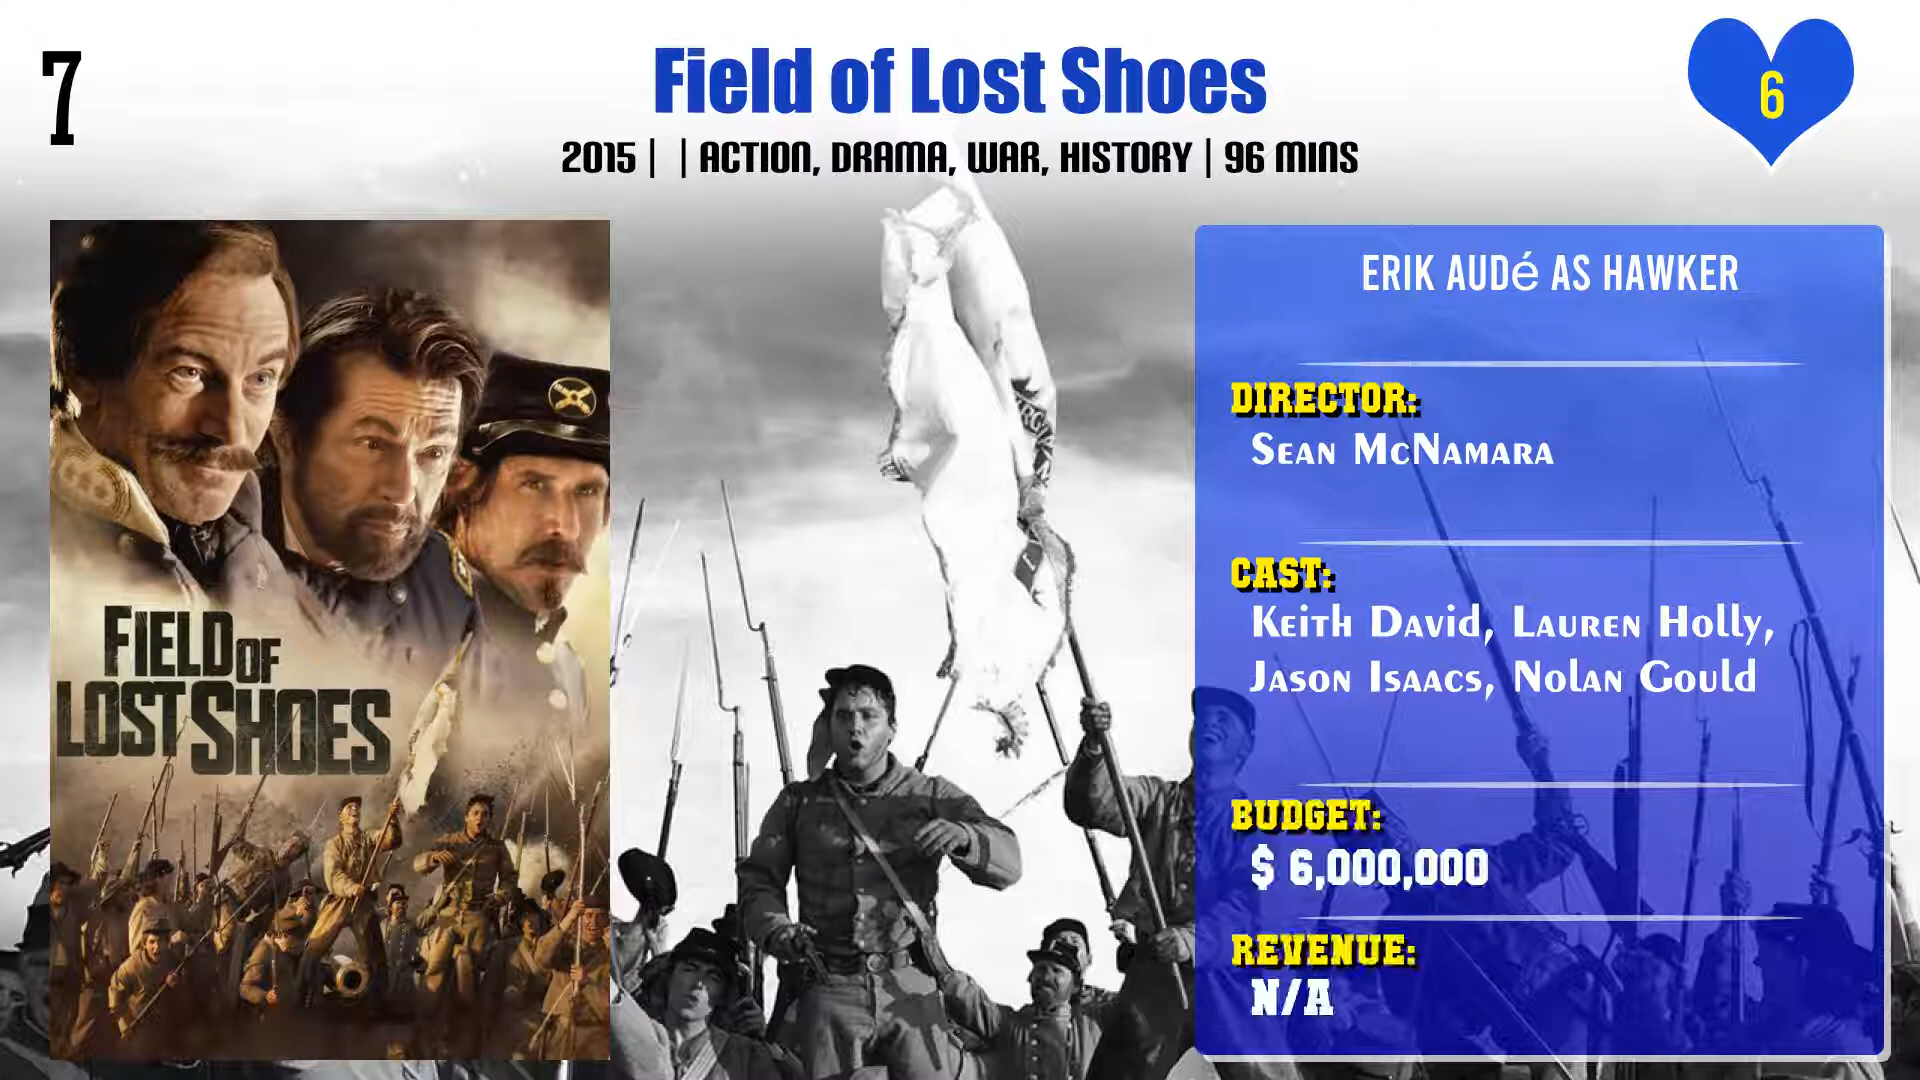 7
Field of Lost Shoes
6
2015 | | ACTION, DRAMA, WAR, HISTORY | 96 MINS
ERIK AUDé AS HAWKER
DIRECTOR:
Sean McNamara
CAST:
Keith David, Lauren Holly,
Jason Isaacs, Nolan Gould
BUDGET:
$ 6,000,000
REVENUE:
N/A
FIELD OF
LOST SHOES